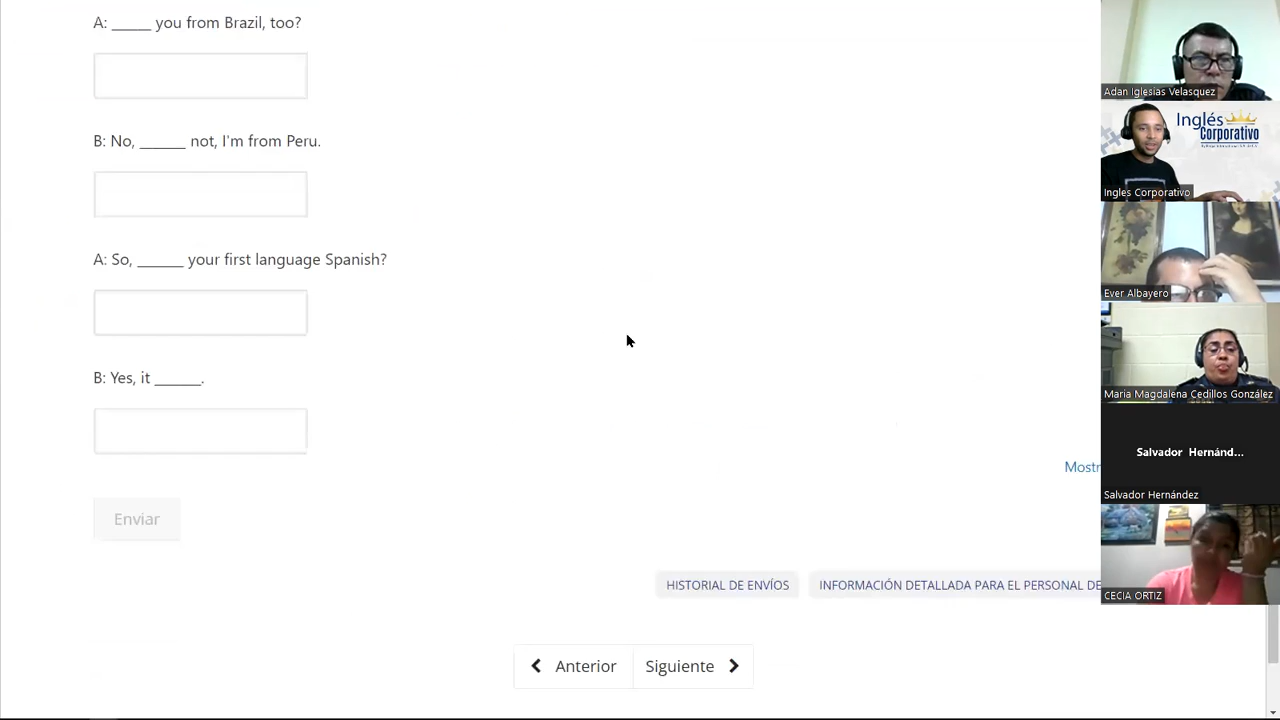 A: _____ you from Brazil, too?
B: No, ______ not, I'm from Peru.
A: So, ______ your first language Spanish?
B: Yes, it ______.
Mostr
Enviar
HISTORIAL DE ENVÍOS
INFORMACIÓN DETALLADA PARA EL PERSONAL DE
Anterior
Siguiente
Adan Iglesias Velasquez
Inglés
Corporativo
Ingles Corporativo
Ever Albayero
Maria Magdalena Cedillos González
Salvador Hernánd...
Salvador Hernández
CECIA ORTIZ